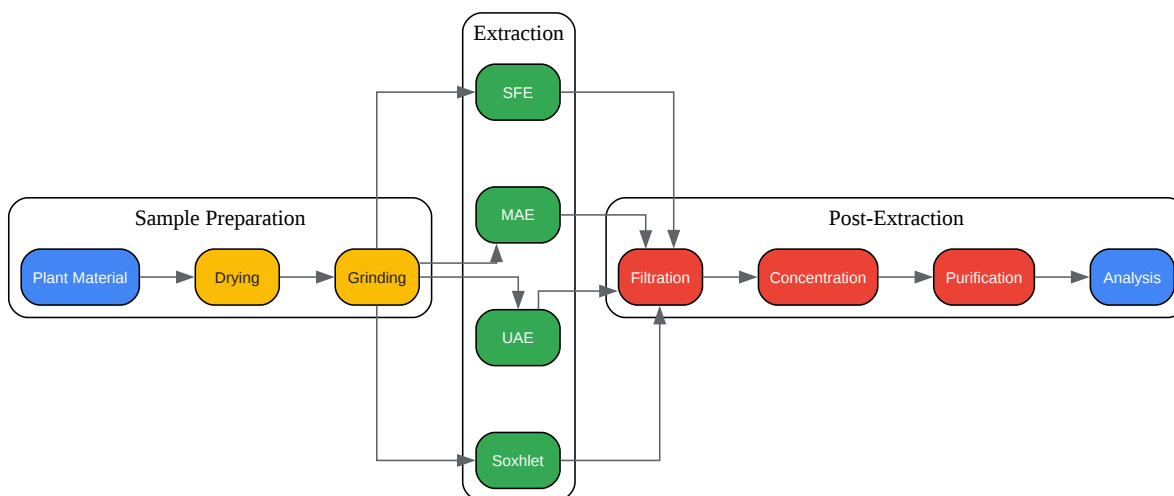 Extraction
SFE
MAE
Sample Preparation
Post-Extraction
Plant Material
Drying
Grinding
Filtration
Concentration
Purification
Analysis
UAE
Soxhlet